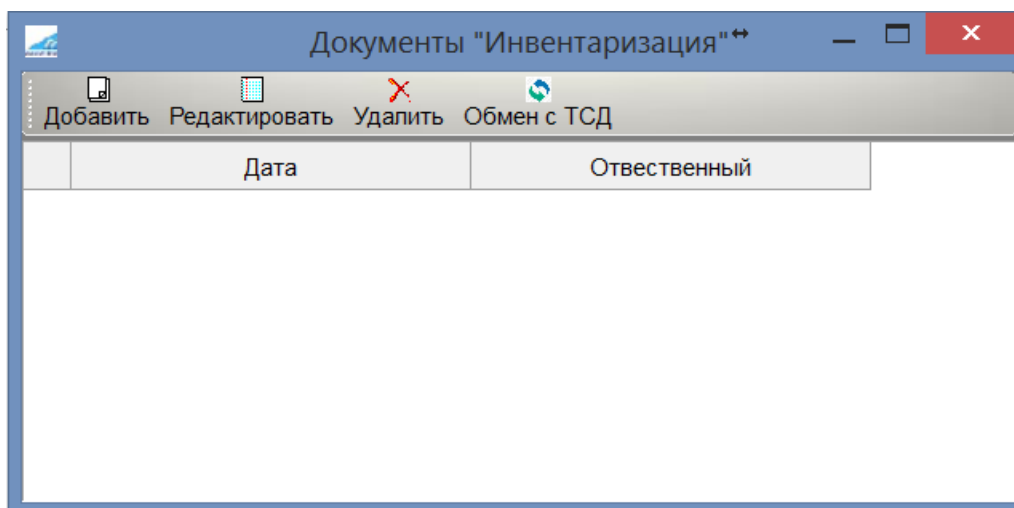 Документы "Инвентаризация"
Добавить Редактировать Удалить Обмен с ТСД
Дата Отвественный